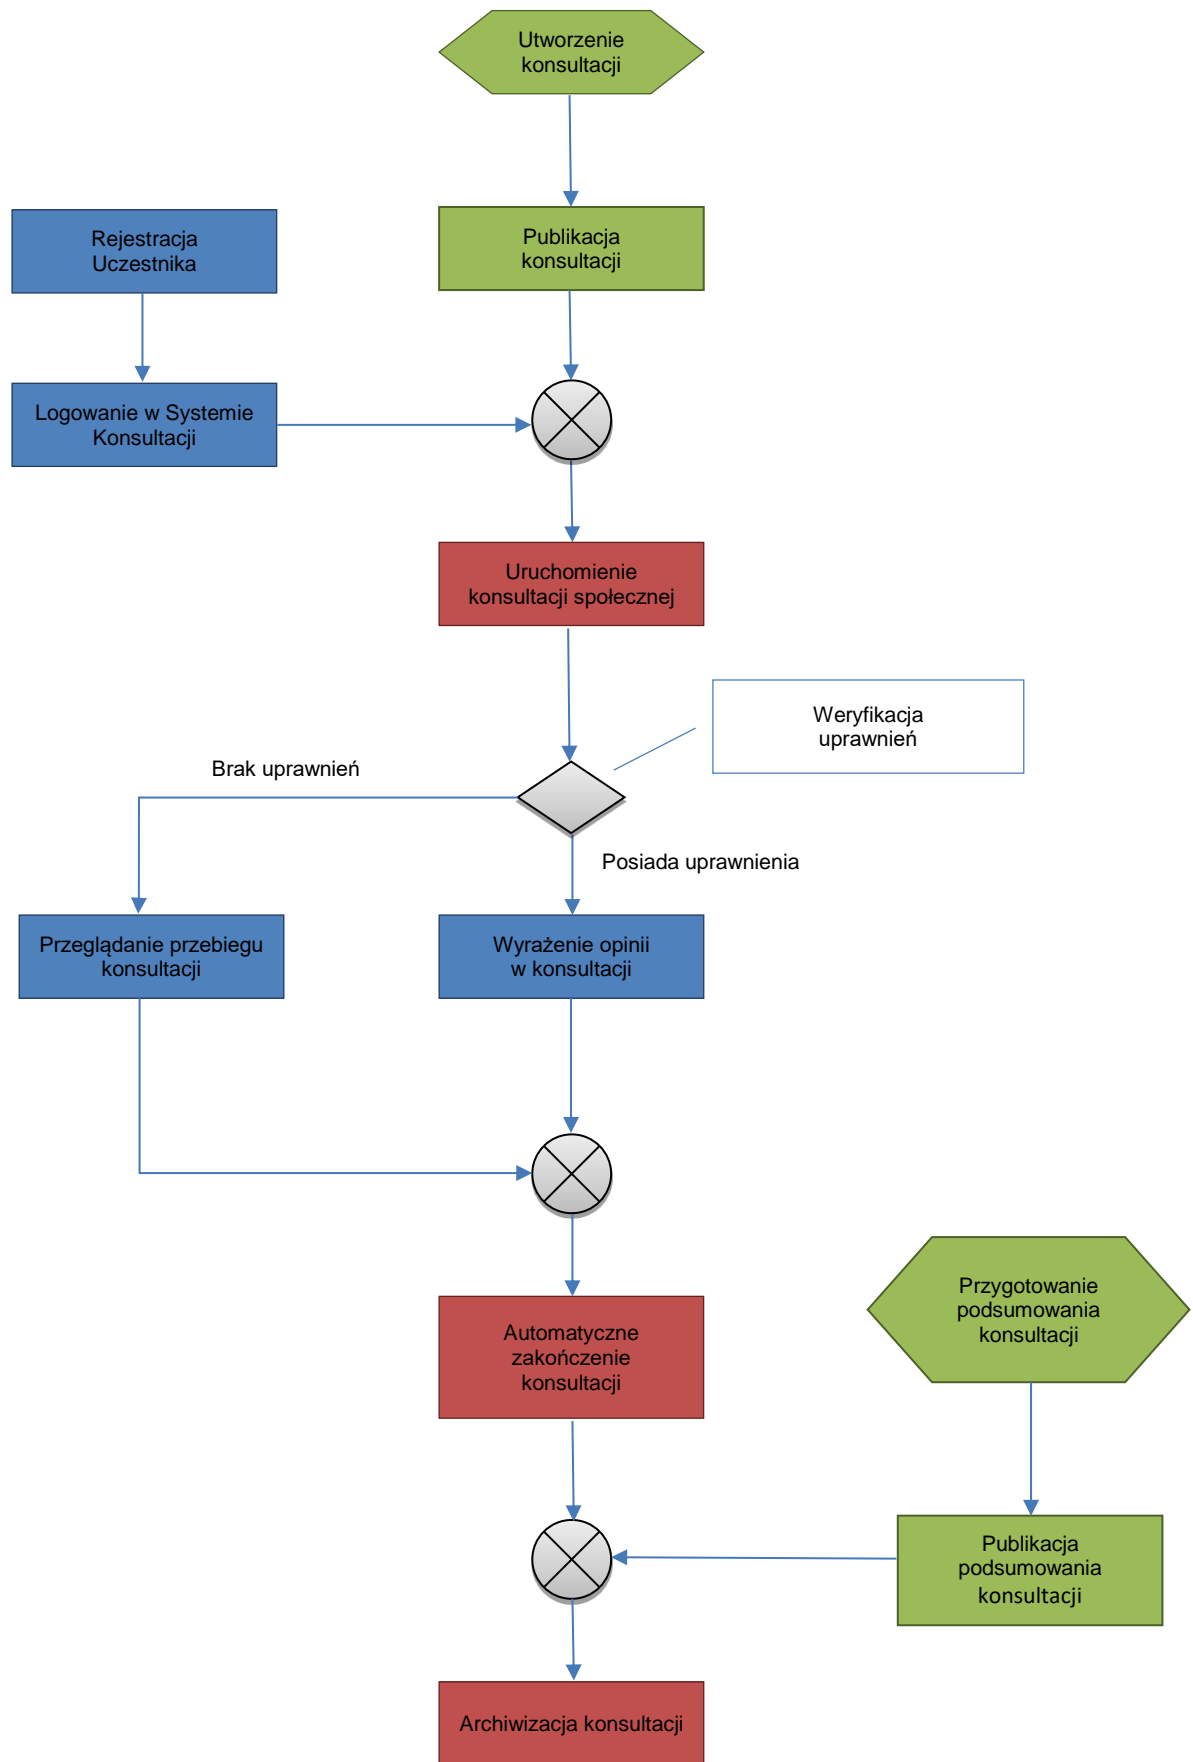 Utworzenie
konsultacji
Publikacja
konsultacji
Rejestracja
Uczestnika
Logowanie w Systemie
Konsultacji
Uruchomienie
konsultacji społecznej
Weryfikacja
uprawnień
Brak uprawnień
Posiada uprawnienia
Przeglądanie przebiegu
konsultacji
Wyrażenie opinii
w konsultacji
Przygotowanie
podsumowania
konsultacji
Automatyczne
zakończenie
konsultacji
Publikacja
podsumowania
konsultacji
Archiwizacja konsultacji